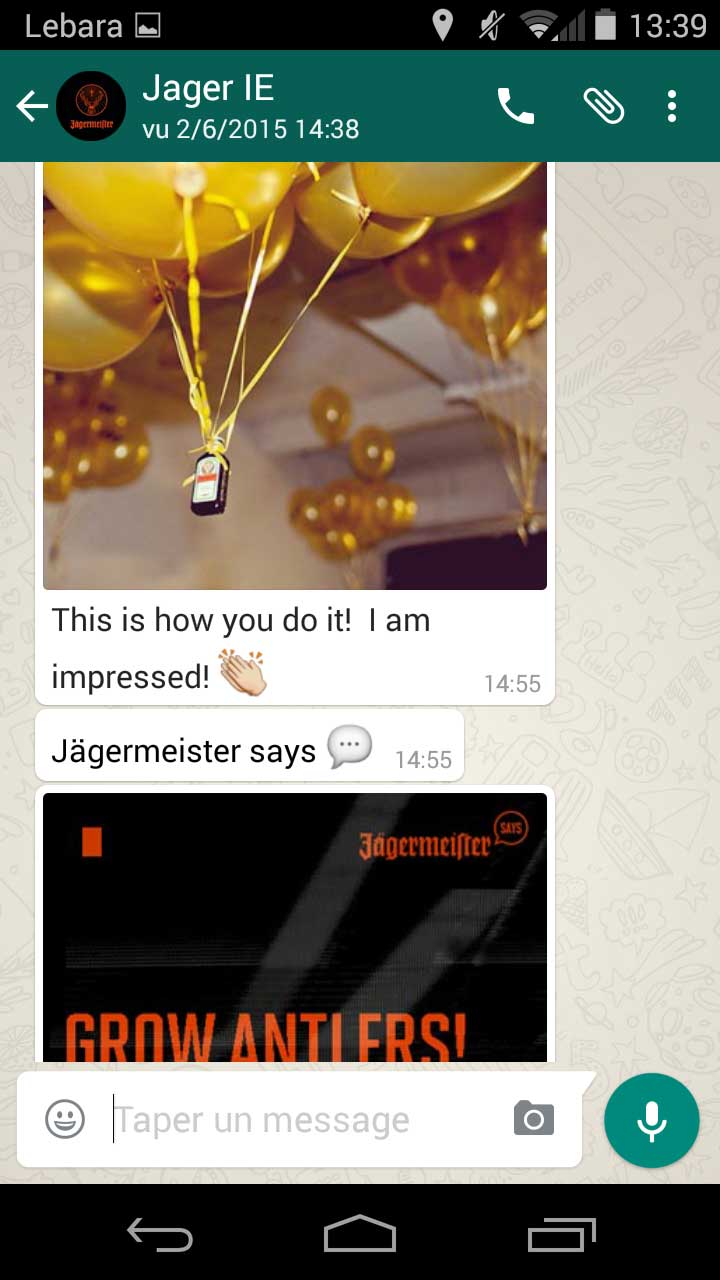 Lebara 13:39
Jager IE
Jägermeister
vu 2/6/2015 14:38
This is how you do it! I am
impressed! 👏 14:55
Jägermeister says 💬 14:55
Jägermeister SAYS
GROW ANTLERS!
Taper un message